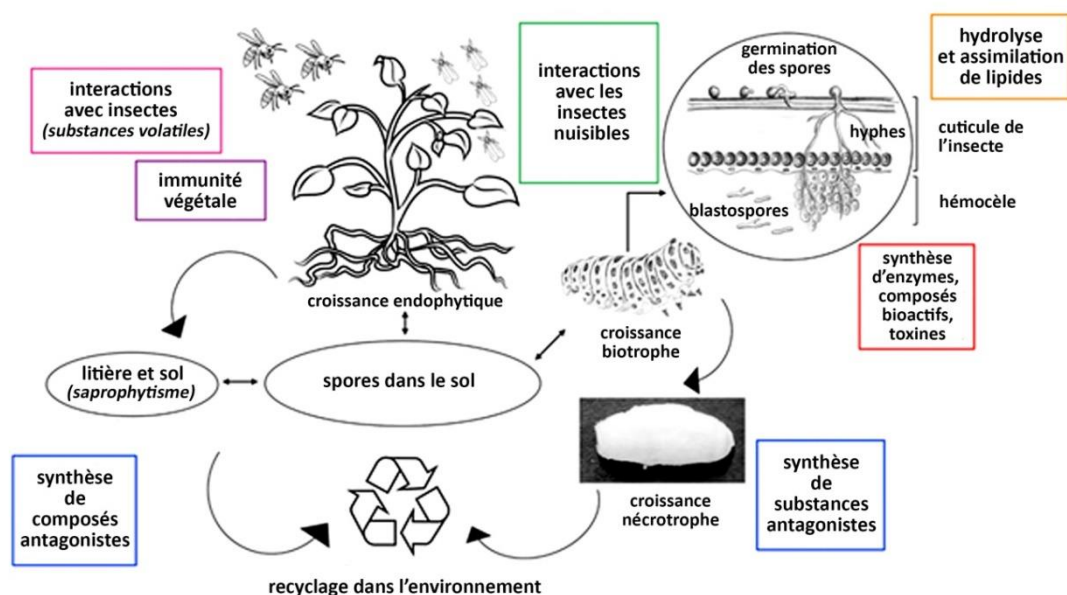 interactions
avec insectes
(substances volatiles)
immunité
végétale
interactions
avec les
insectes
nuisibles
germination
des spores
hyphes
blastospores
hydrolyse
et assimilation
de lipides
cuticule de
l’insecte
hémocèle
synthèse
d’enzymes,
composés
bioactifs,
toxines
croissance endophytique
croissance
biotrophe
litière et sol
(saprophytisme)
spores dans le sol
synthèse
de
composés
antagonistes
croissance
nécrotrophe
synthèse
de
substances
antagonistes
recyclage dans l’environnement